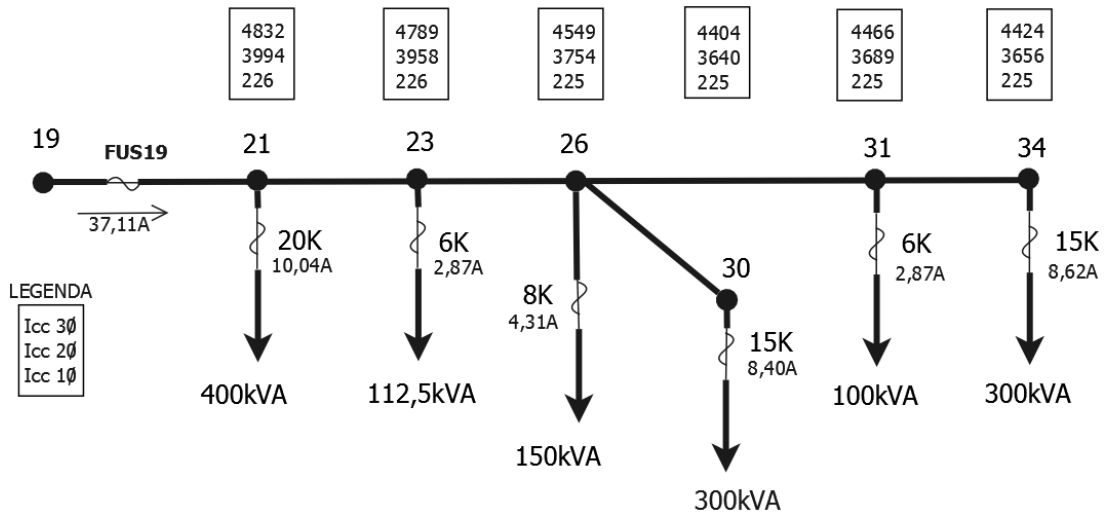 4832
3994
226
4789
3958
226
4549
3754
225
4404
3640
225
4466
3689
225
4424
3656
225
19
FUS19
21
23
26
31
34
37,11A
20K
10,04A
6K
2,87A
8K
4,31A
30
15K
8,40A
6K
2,87A
15K
8,62A
LEGENDA
Icc 3Ø
Icc 2Ø
Icc 1Ø
400kVA
112,5kVA
150kVA
300kVA
100kVA
300kVA